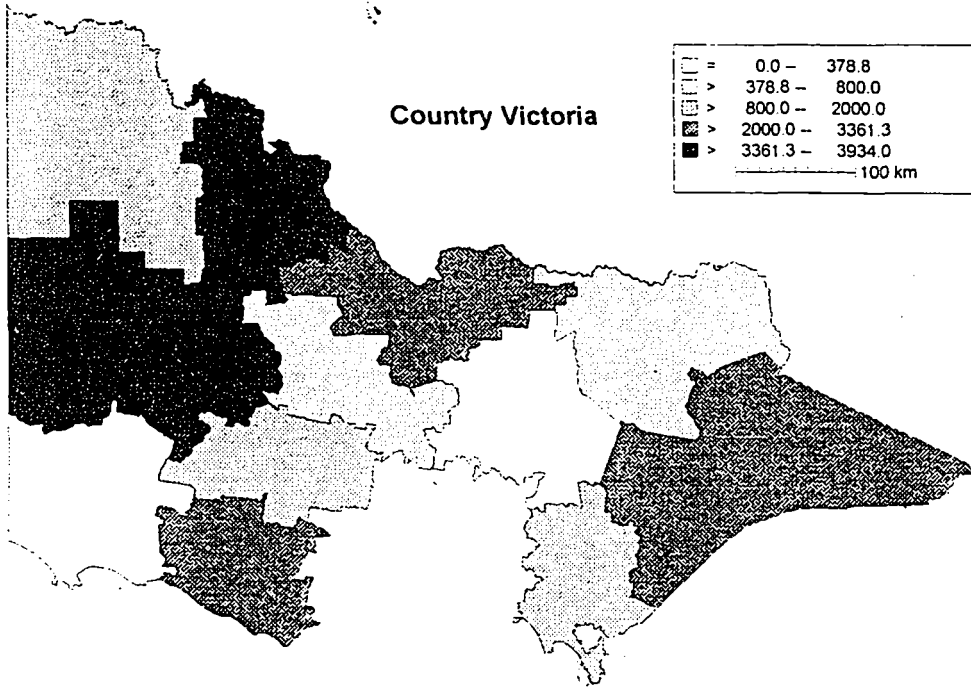 Country Victoria
= 0.0 – 378.8
> 378.8 – 800.0
> 800.0 – 2000.0
> 2000.0 – 3361.3
> 3361.3 – 3934.0
100 km